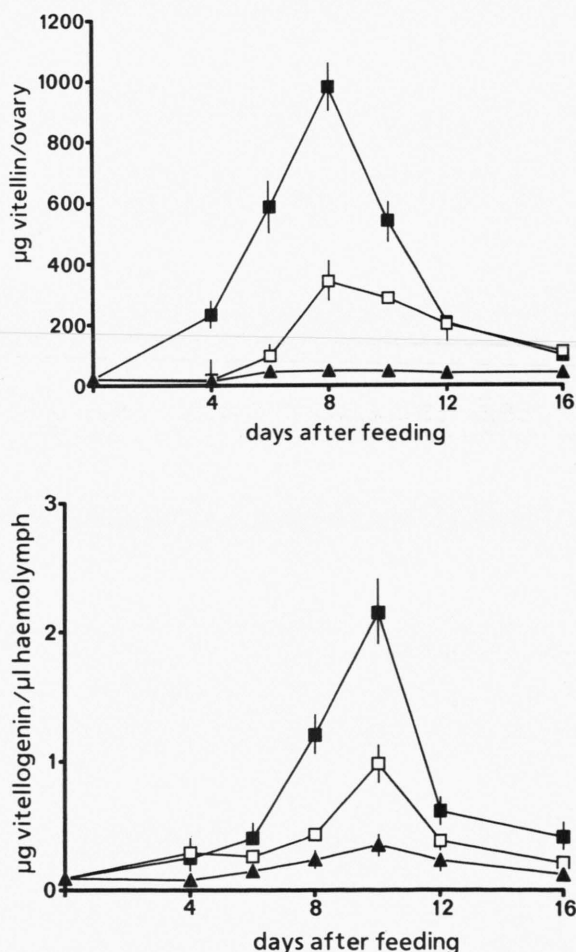 1200
1000
800
600
400
200
0
µg vitellin/ovary
4 8 12 16
days after feeding
3
2
1
0
µg vitellogenin/µl haemolymph
4 8 12 16
days after feeding